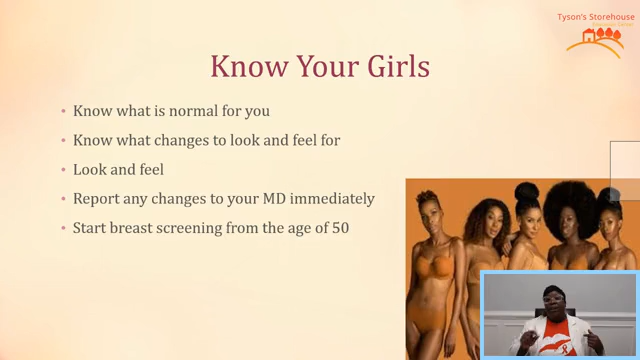 Tyson's Storehouse
Know Your Girls
• Know what is normal for you
• Know what changes to look and feel for
• Look and feel
• Report any changes to your MD immediately
• Start breast screening from the age of 50